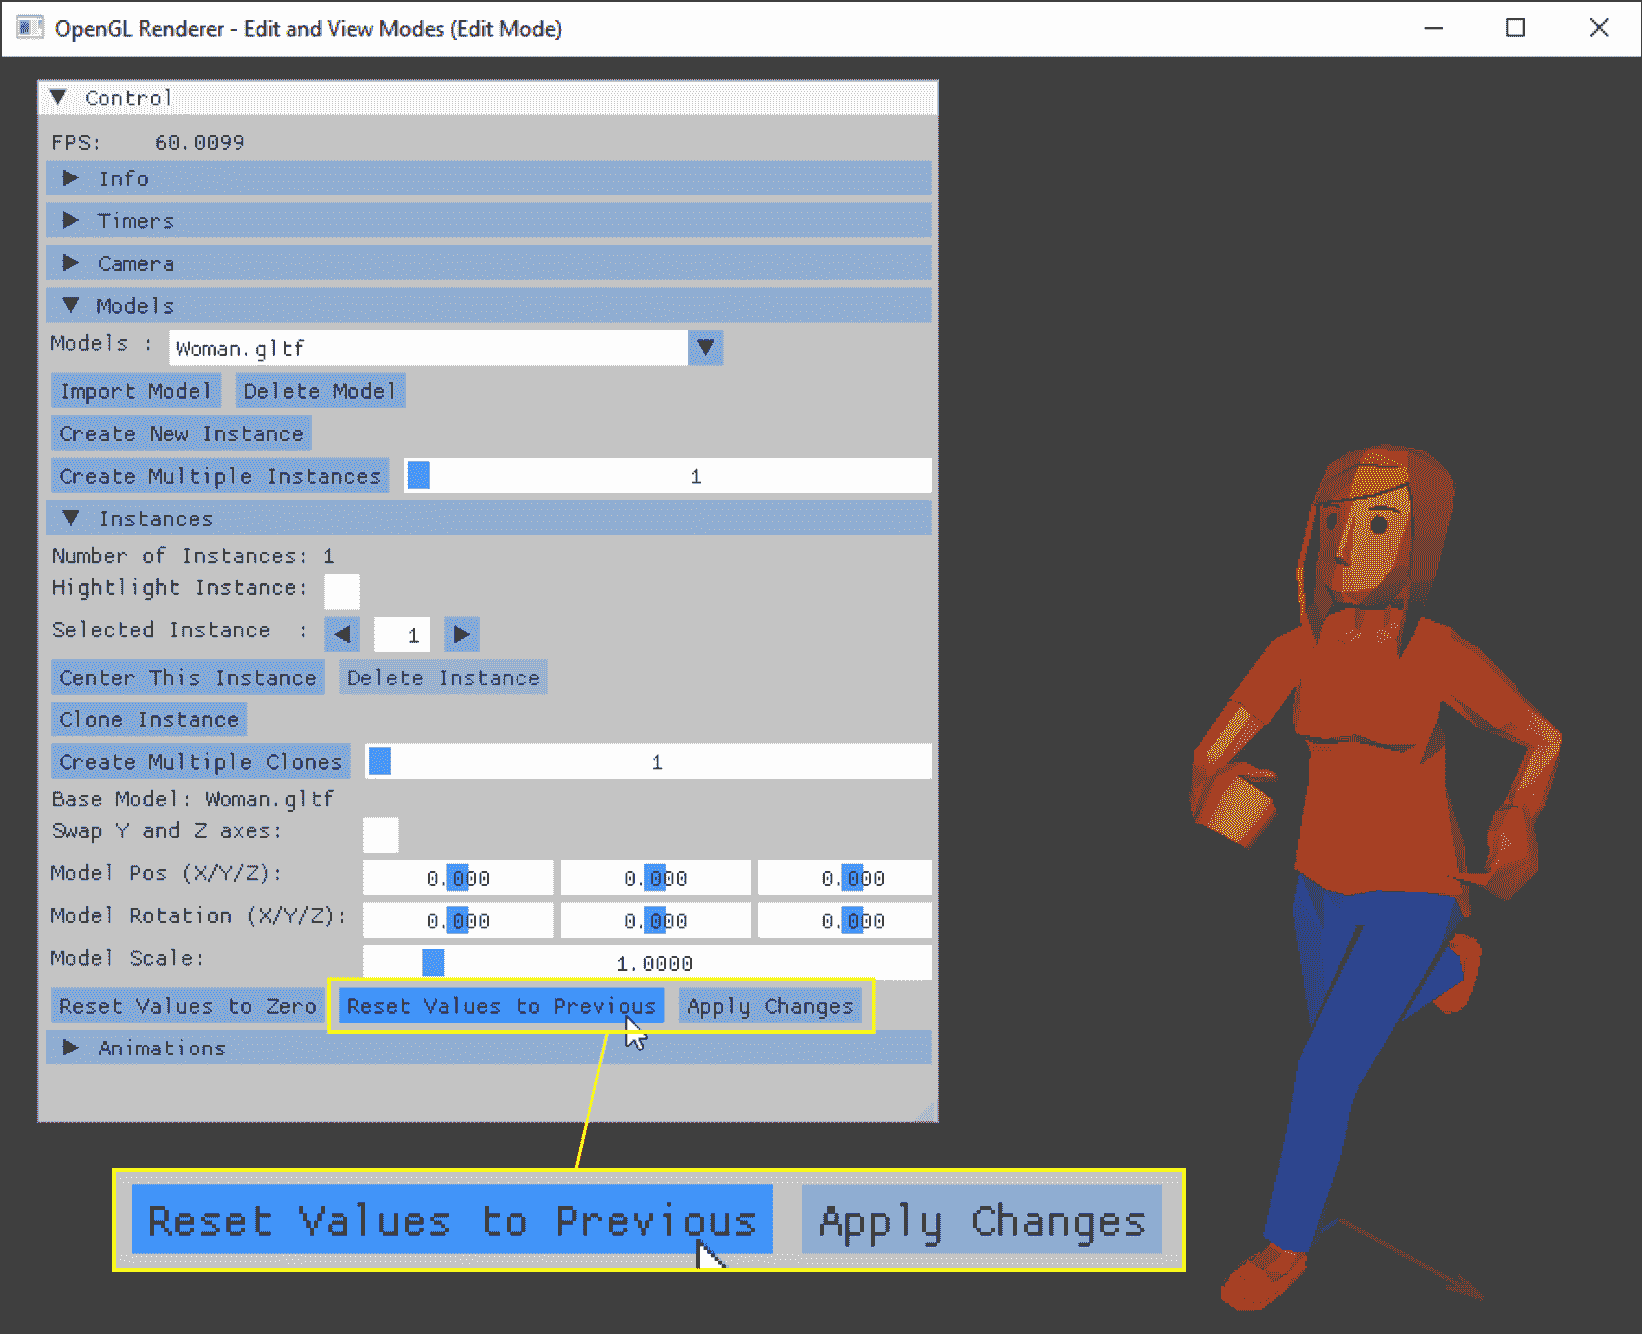 OpenGL Renderer - Edit and View Modes (Edit Mode)
Control
FPS: 60.0099
Info
Timers
Camera
Models
Models : Woman.gltf
Import Model Delete Model
Create New Instance
Create Multiple Instances 1
Instances
Number of Instances: 1
Hightlight Instance:
Selected Instance : 1
Center This Instance Delete Instance
Clone Instance
Create Multiple Clones 1
Base Model: Woman.gltf
Swap Y and Z axes:
Model Pos (X/Y/Z): 0.000 0.000 0.000
Model Rotation (X/Y/Z): 0.000 0.000 0.000
Model Scale: 1.0000
Reset Values to Zero Reset Values to Previous Apply Changes
Animations
Reset Values to Previous Apply Changes